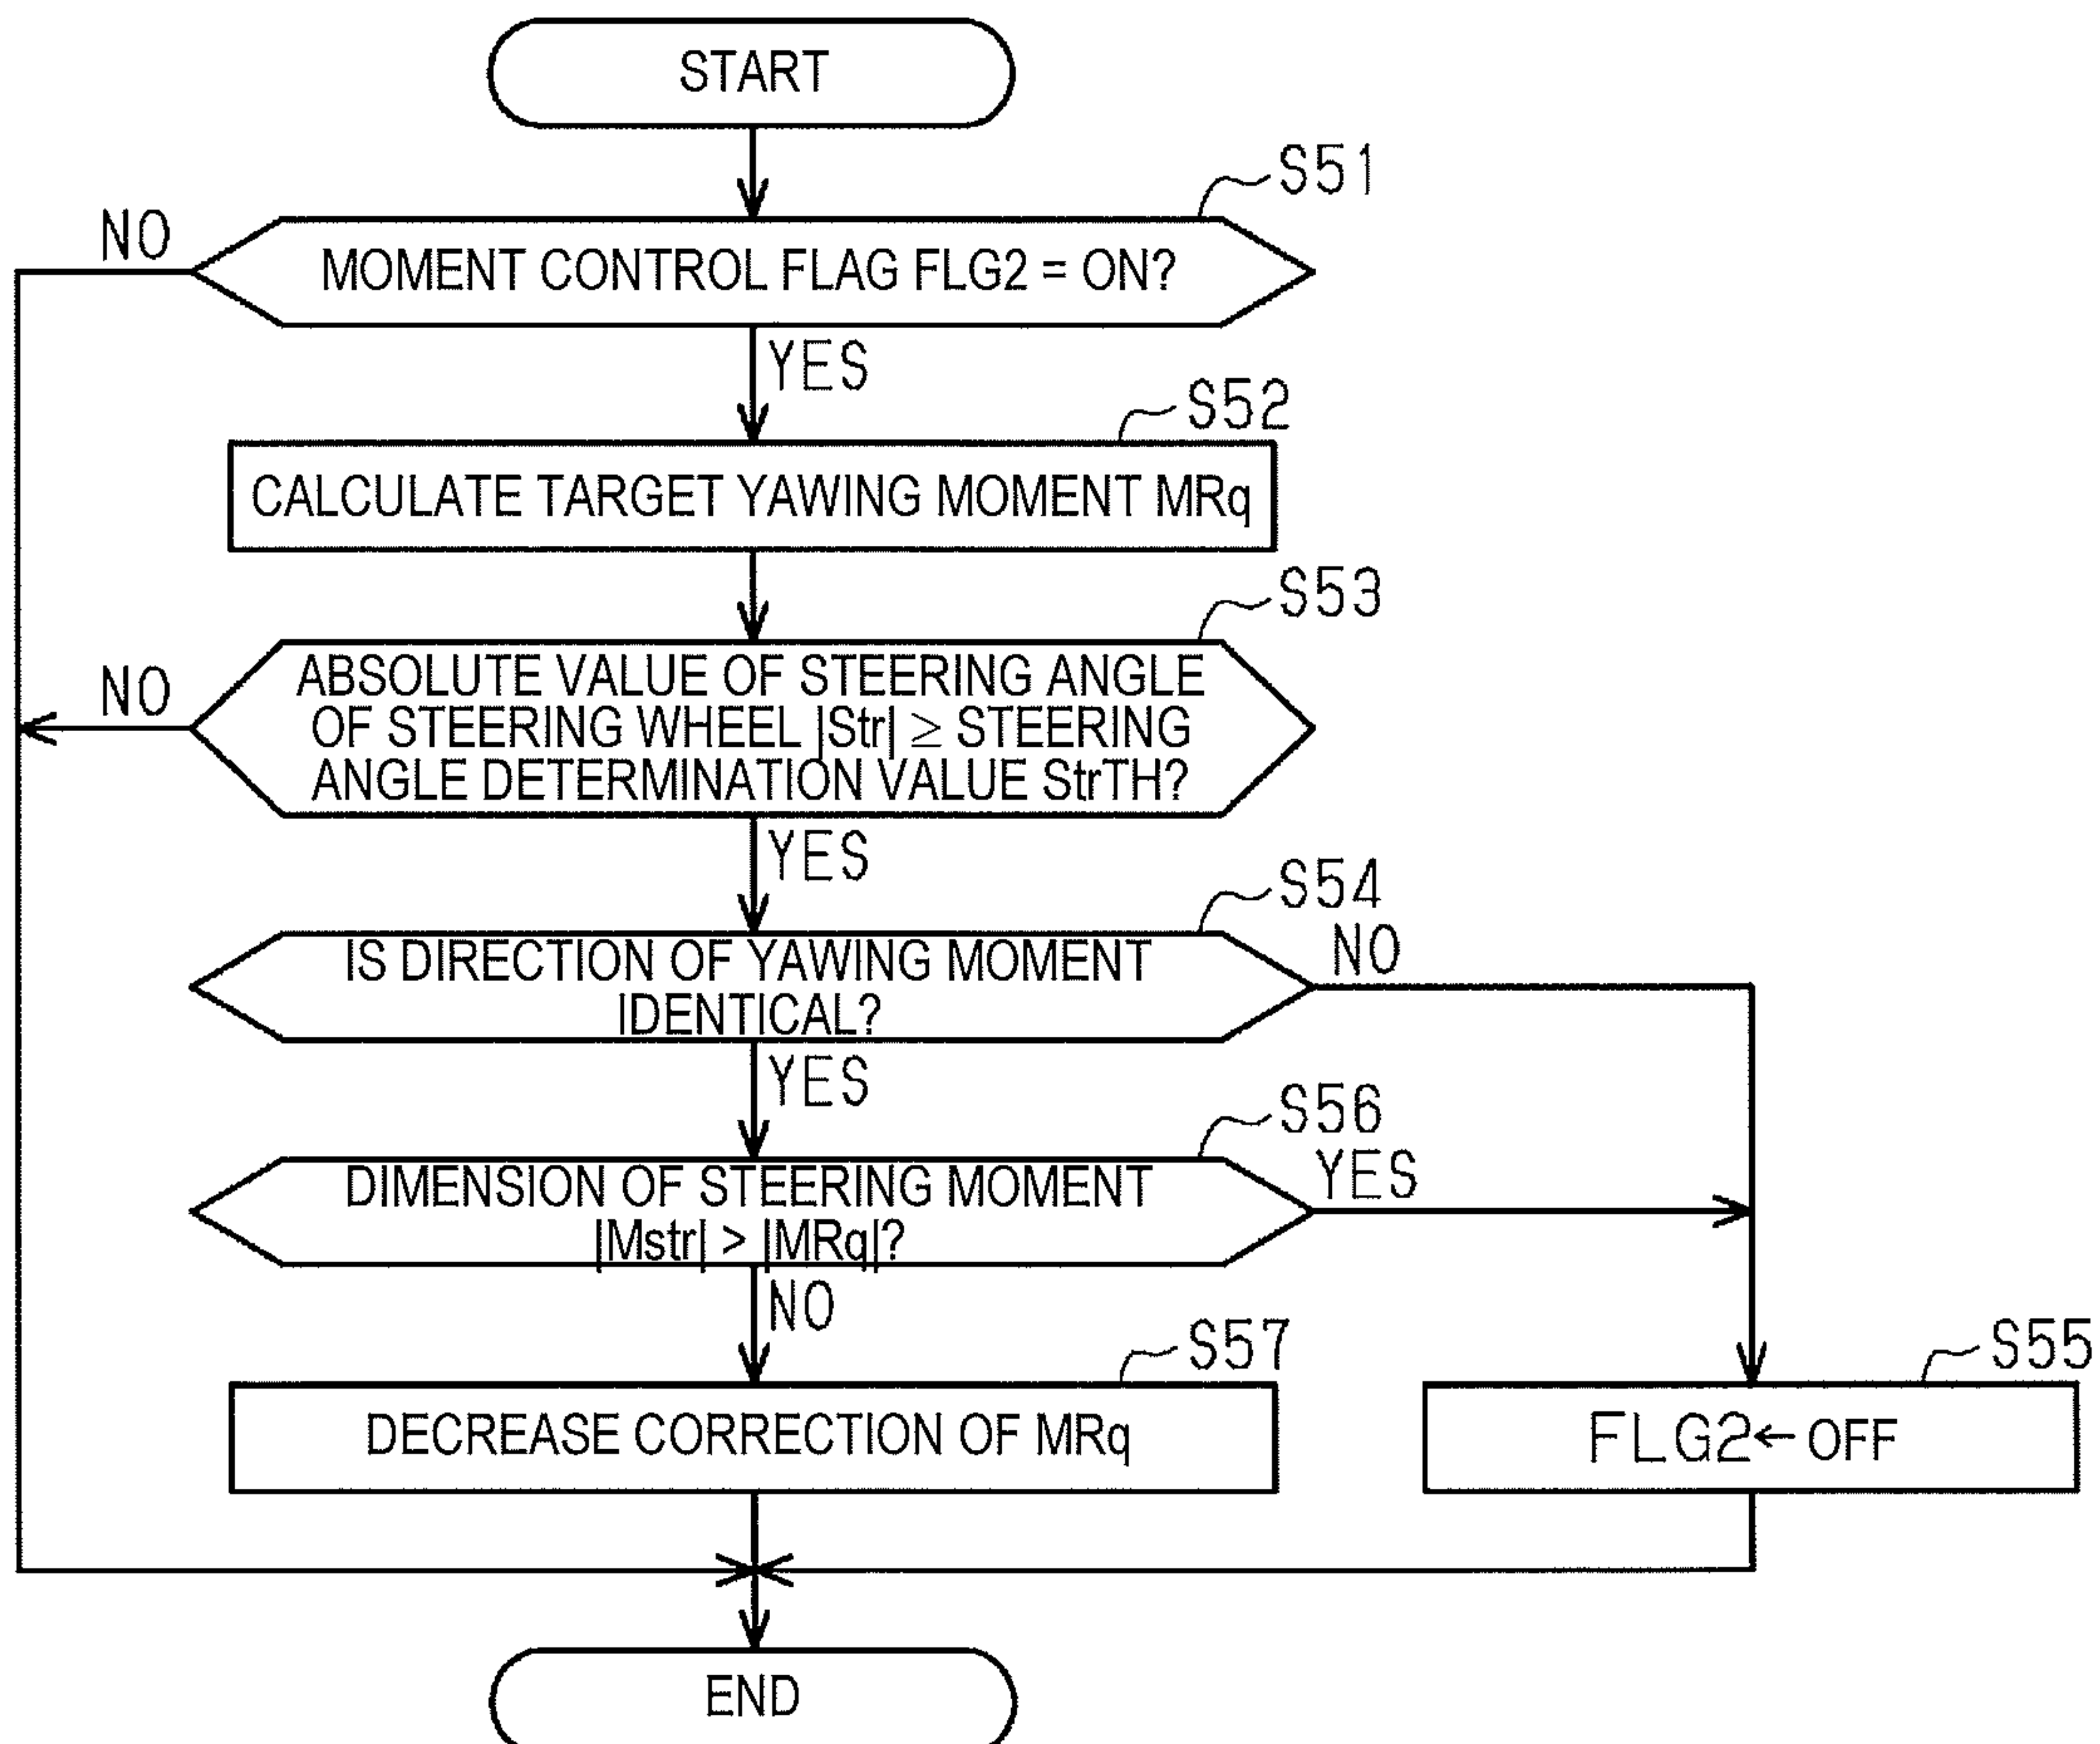 START
S51
NO
MOMENT CONTROL FLAG FLG2 = ON?
YES
S52
CALCULATE TARGET YAWING MOMENT MRq
S53
NO
ABSOLUTE VALUE OF STEERING ANGLE
OF STEERING WHEEL |Str| ≥ STEERING
ANGLE DETERMINATION VALUE StrTH?
YES
S54
NO
IS DIRECTION OF YAWING MOMENT
IDENTICAL?
YES
S56
YES
DIMENSION OF STEERING MOMENT
|Mstr| > |MRq|?
NO
S57
S55
DECREASE CORRECTION OF MRq
FLG2←OFF
END